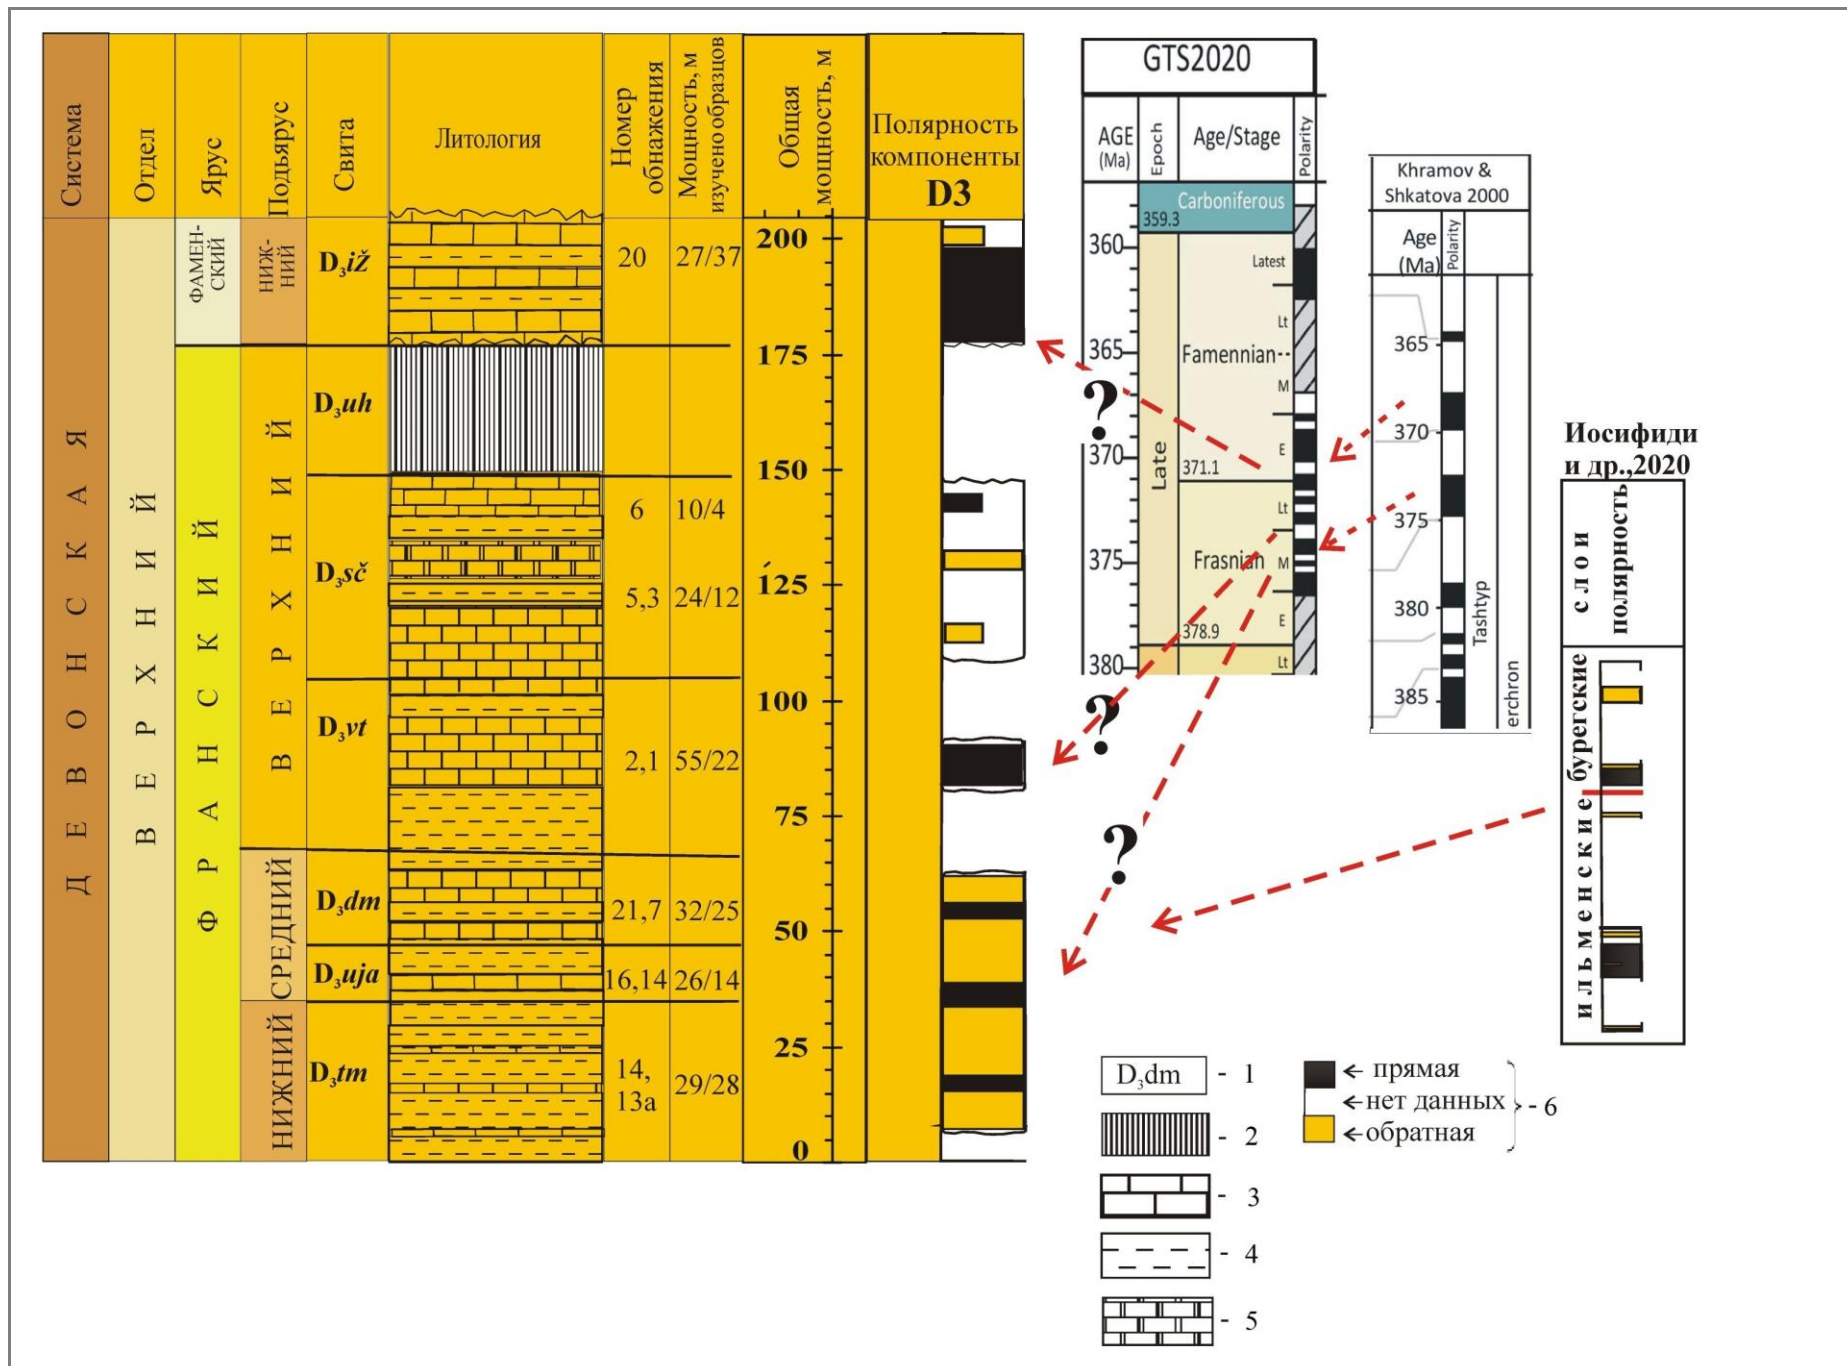 Система
Отдел
Ярус
Подьярус
Свита
Литология
Номер
обнажения
Мощность, м
изучено образцов
Общая
мощность, м
Полярность
компоненты
D3
ДЕВОНСКАЯ
ВЕРХНИЙ
ФАМЕН-
СКИЙ
ФРАНСКИЙ
НИЖ-
НИЙ
ВЕРХНИЙ
СРЕДНИЙ
НИЖНИЙ
D₃iž
20
27/37
D₃uh
D₃sč
6
10/4
5,3
24/12
D₃vt
2,1
55/22
D₃dm
21,7
32/25
D₃uja
16,14
26/14
D₃tm
14,
13а
29/28
200
175
150
125
100
75
50
25
0
GTS2020
AGE
(Ma)
Epoch
Age/Stage
Polarity
Carboniferous
359.3
360
365
370
375
380
Late
Latest
Lt
Famennian
M
E
371.1
Lt
Frasnian
M
E
378.9
Lt
?
?
?
Khramov &
Shkatova 2000
Age
(Ma)
Polarity
365
370
375
380
385
Tashtyp
erchron
Иосифиди
и др.,2020
слои
полярность
бурегские
ильменские
D₃dm - 1
- 2
- 3
- 4
- 5
прямая
нет данных
обратная
- 6